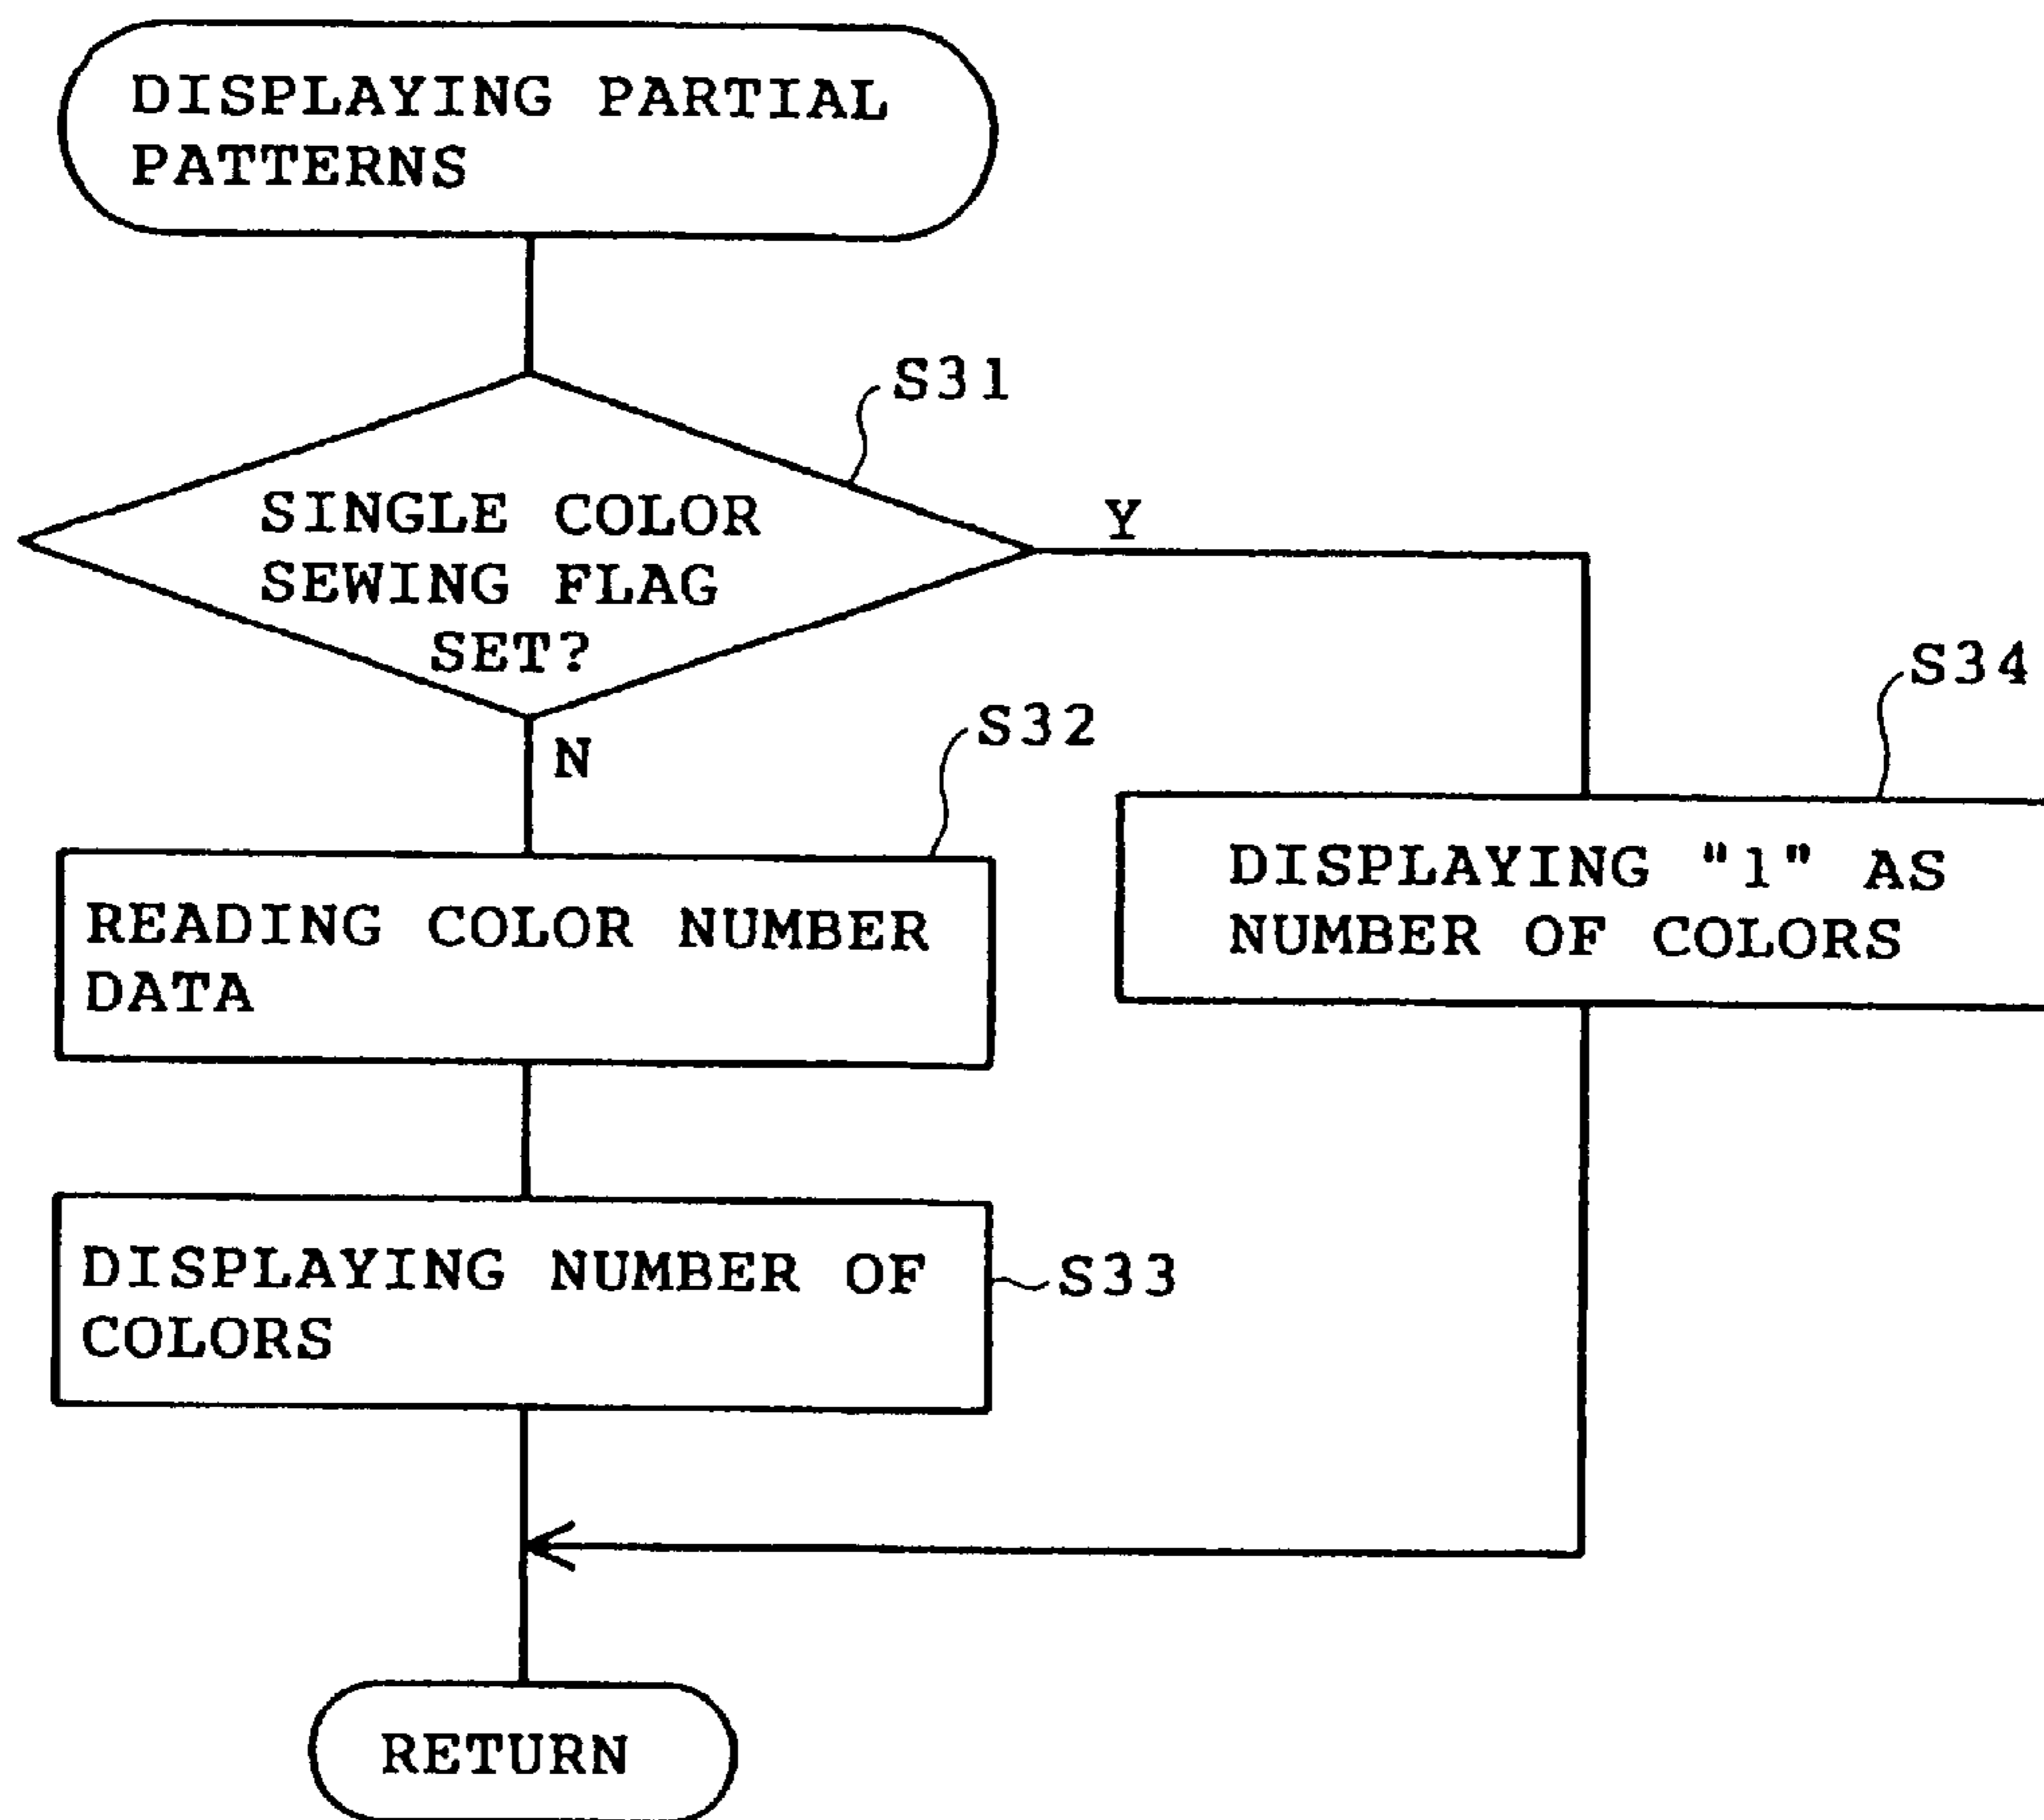 DISPLAYING PARTIAL
PATTERNS
S31
SINGLE COLOR
SEWING FLAG
SET?
Y
N
S32
S34
READING COLOR NUMBER
DATA
DISPLAYING "1" AS
NUMBER OF COLORS
DISPLAYING NUMBER OF
COLORS
S33
RETURN